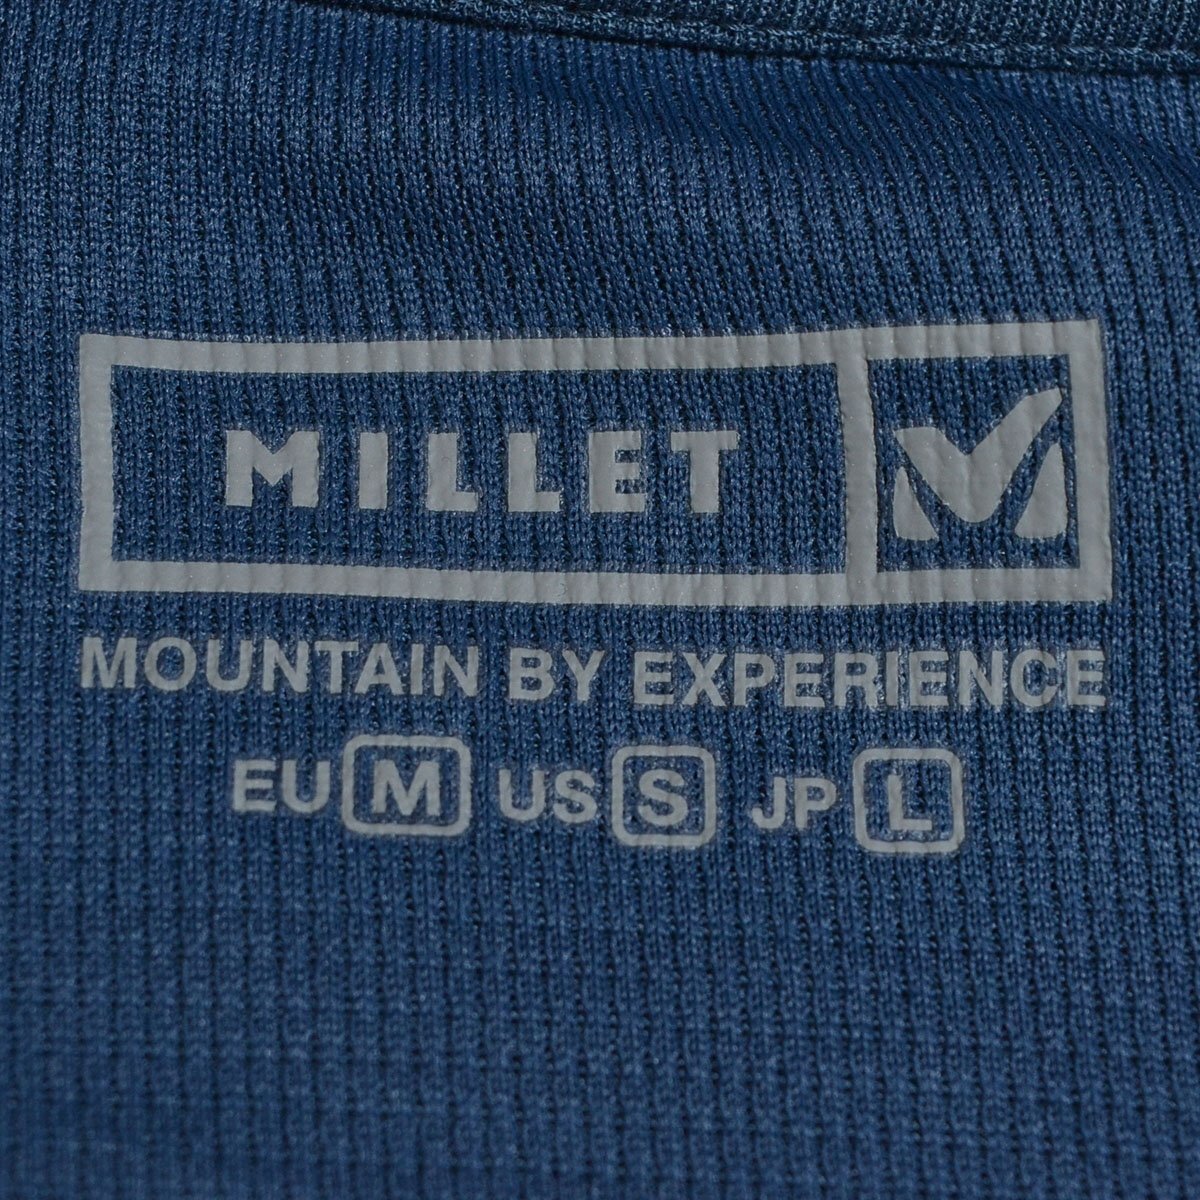 MILLET
MOUNTAIN BY EXPERIENCE
EU M US S JP L